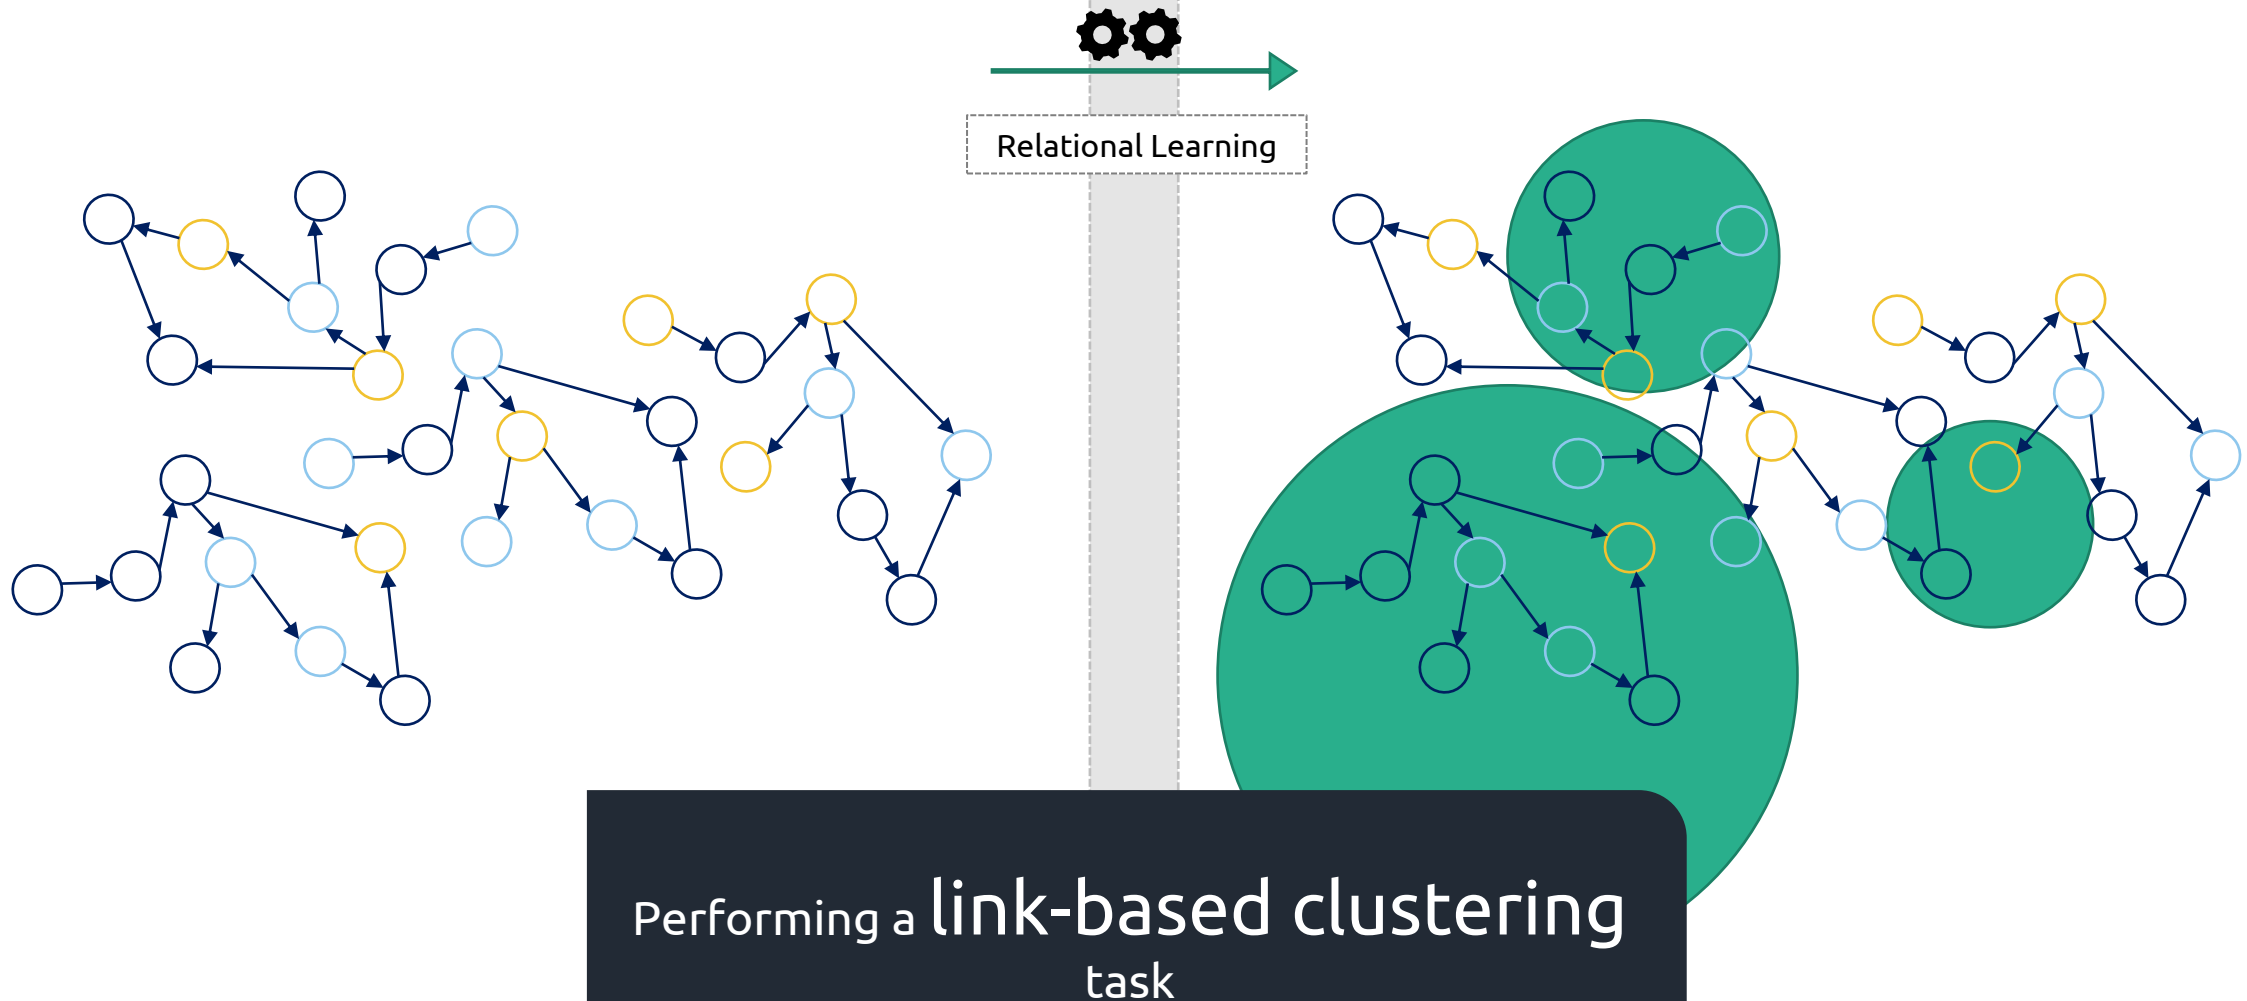 Relational Learning
Performing a link-based clustering
task